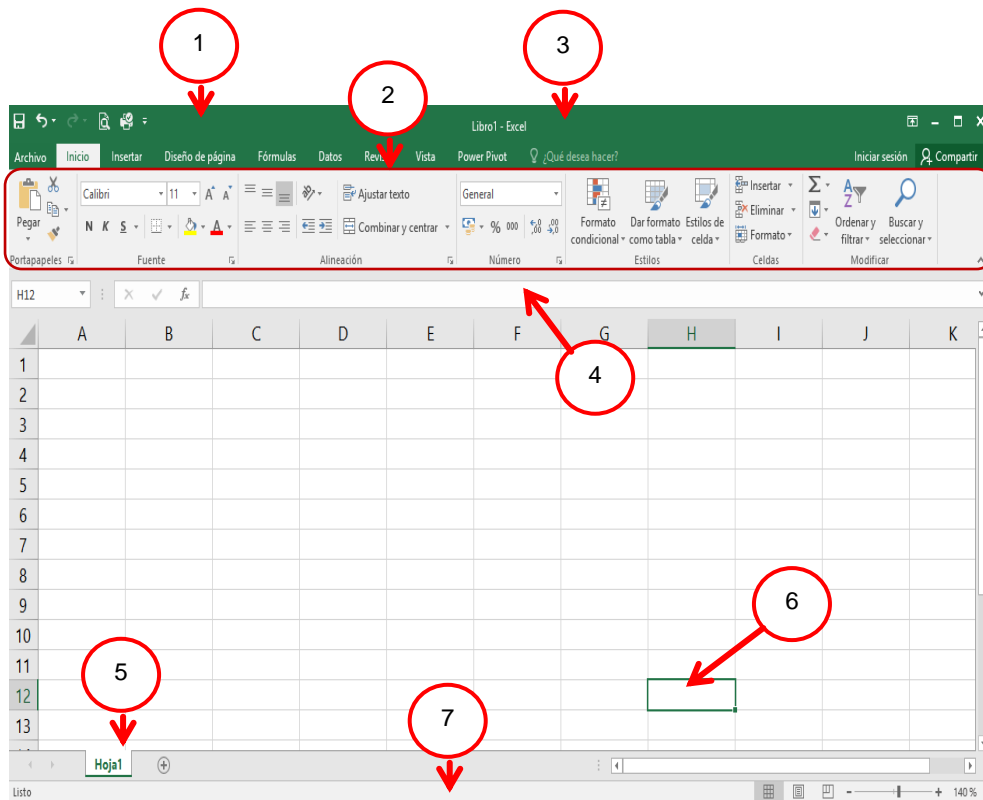 1
3
2
Libro1 - Excel
Archivo Inicio Insertar Diseño de página Fórmulas Datos Vista Power Pivot ¿Qué desea hacer? Iniciar sesión Compartir
Calibri 11 A A Ajustar texto General Insertar Σ A Z
Pegar N K S A Combinar y centrar % 000 Formato condicional Dar formato como tabla Estilos de celda Eliminar Formato Ordenar y filtrar Buscar y seleccionar
Portapapeles Fuente Alineación Número Estilos Celdas Modificar
H12 fx
A B C D E F G H I J K
4
1
2
3
4
5
6
7
8
9
10
11
12
13
6
5
7
Hoja1
Listo 140 %